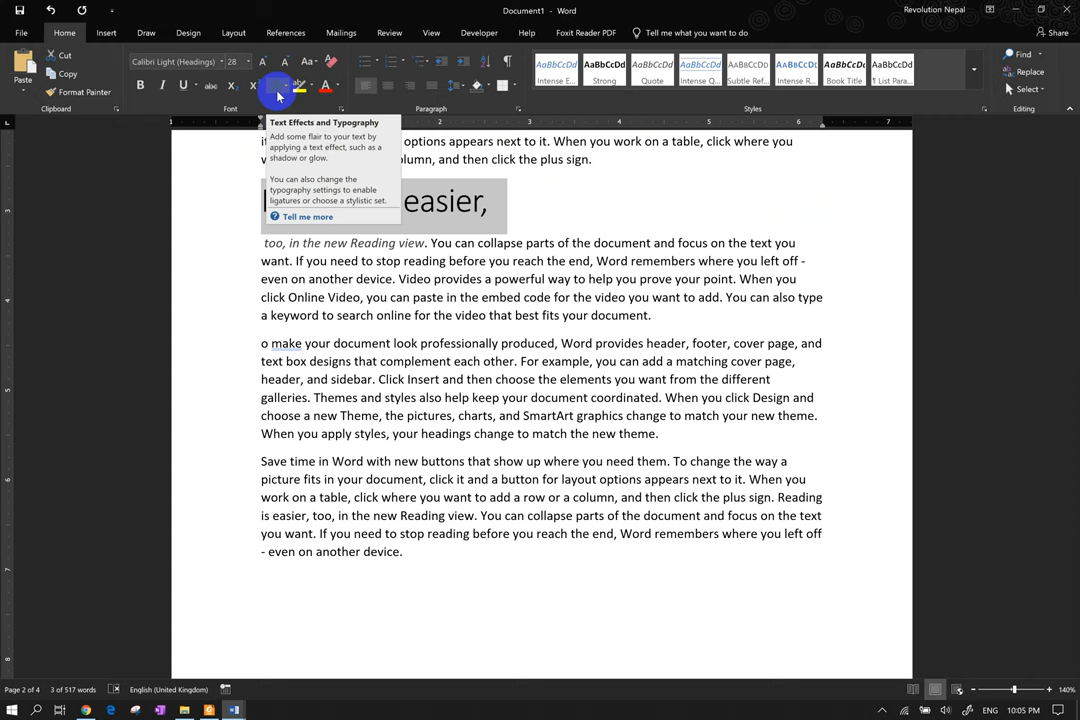 Document1 - Word
Revolution Nepal
File Home Insert Draw Design Layout References Mailings Review View Developer Help Foxit Reader PDF Tell me what you want to do Share
Paste
Cut
Copy
Format Painter
Clipboard
Calibri Light (Headings) 28
Font
Paragraph
AaBbCcDd AaBbCcDd AaBbCcDd AaBbCcDd AaBbCcDd AaBbCcDd AaBbCcDd AaBbCcDd
Intense E... Strong Quote Intense Q... Subtle Ref... Intense R... Book Title ¶ List Para...
Styles
Find
Replace
Select
Editing
1 2 3 4 5 6 7
Text Effects and Typography
Add some flair to your text by
applying a text effect, such as a
shadow or glow.
You can also change the
typography settings to enable
ligatures or choose a stylistic set.
Tell me more
options appears next to it. When you work on a table, click where you
column, and then click the plus sign.
easier,
too, in the new Reading view. You can collapse parts of the document and focus on the text you
want. If you need to stop reading before you reach the end, Word remembers where you left off -
even on another device. Video provides a powerful way to help you prove your point. When you
click Online Video, you can paste in the embed code for the video you want to add. You can also type
a keyword to search online for the video that best fits your document.
o make your document look professionally produced, Word provides header, footer, cover page, and
text box designs that complement each other. For example, you can add a matching cover page,
header, and sidebar. Click Insert and then choose the elements you want from the different
galleries. Themes and styles also help keep your document coordinated. When you click Design and
choose a new Theme, the pictures, charts, and SmartArt graphics change to match your new theme.
When you apply styles, your headings change to match the new theme.
Save time in Word with new buttons that show up where you need them. To change the way a
picture fits in your document, click it and a button for layout options appears next to it. When you
work on a table, click where you want to add a row or a column, and then click the plus sign. Reading
is easier, too, in the new Reading view. You can collapse parts of the document and focus on the text
you want. If you need to stop reading before you reach the end, Word remembers where you left off
- even on another device.
Page 2 of 4 3 of 517 words English (United Kingdom) 140%
ENG 10:05 PM